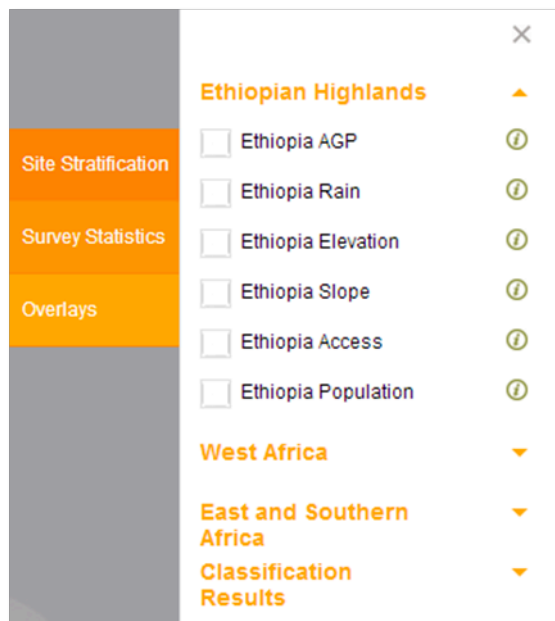 Site Stratification
Survey Statistics
Overlays
Ethiopian Highlands
Ethiopia AGP
Ethiopia Rain
Ethiopia Elevation
Ethiopia Slope
Ethiopia Access
Ethiopia Population
West Africa
East and Southern
Africa
Classification
Results